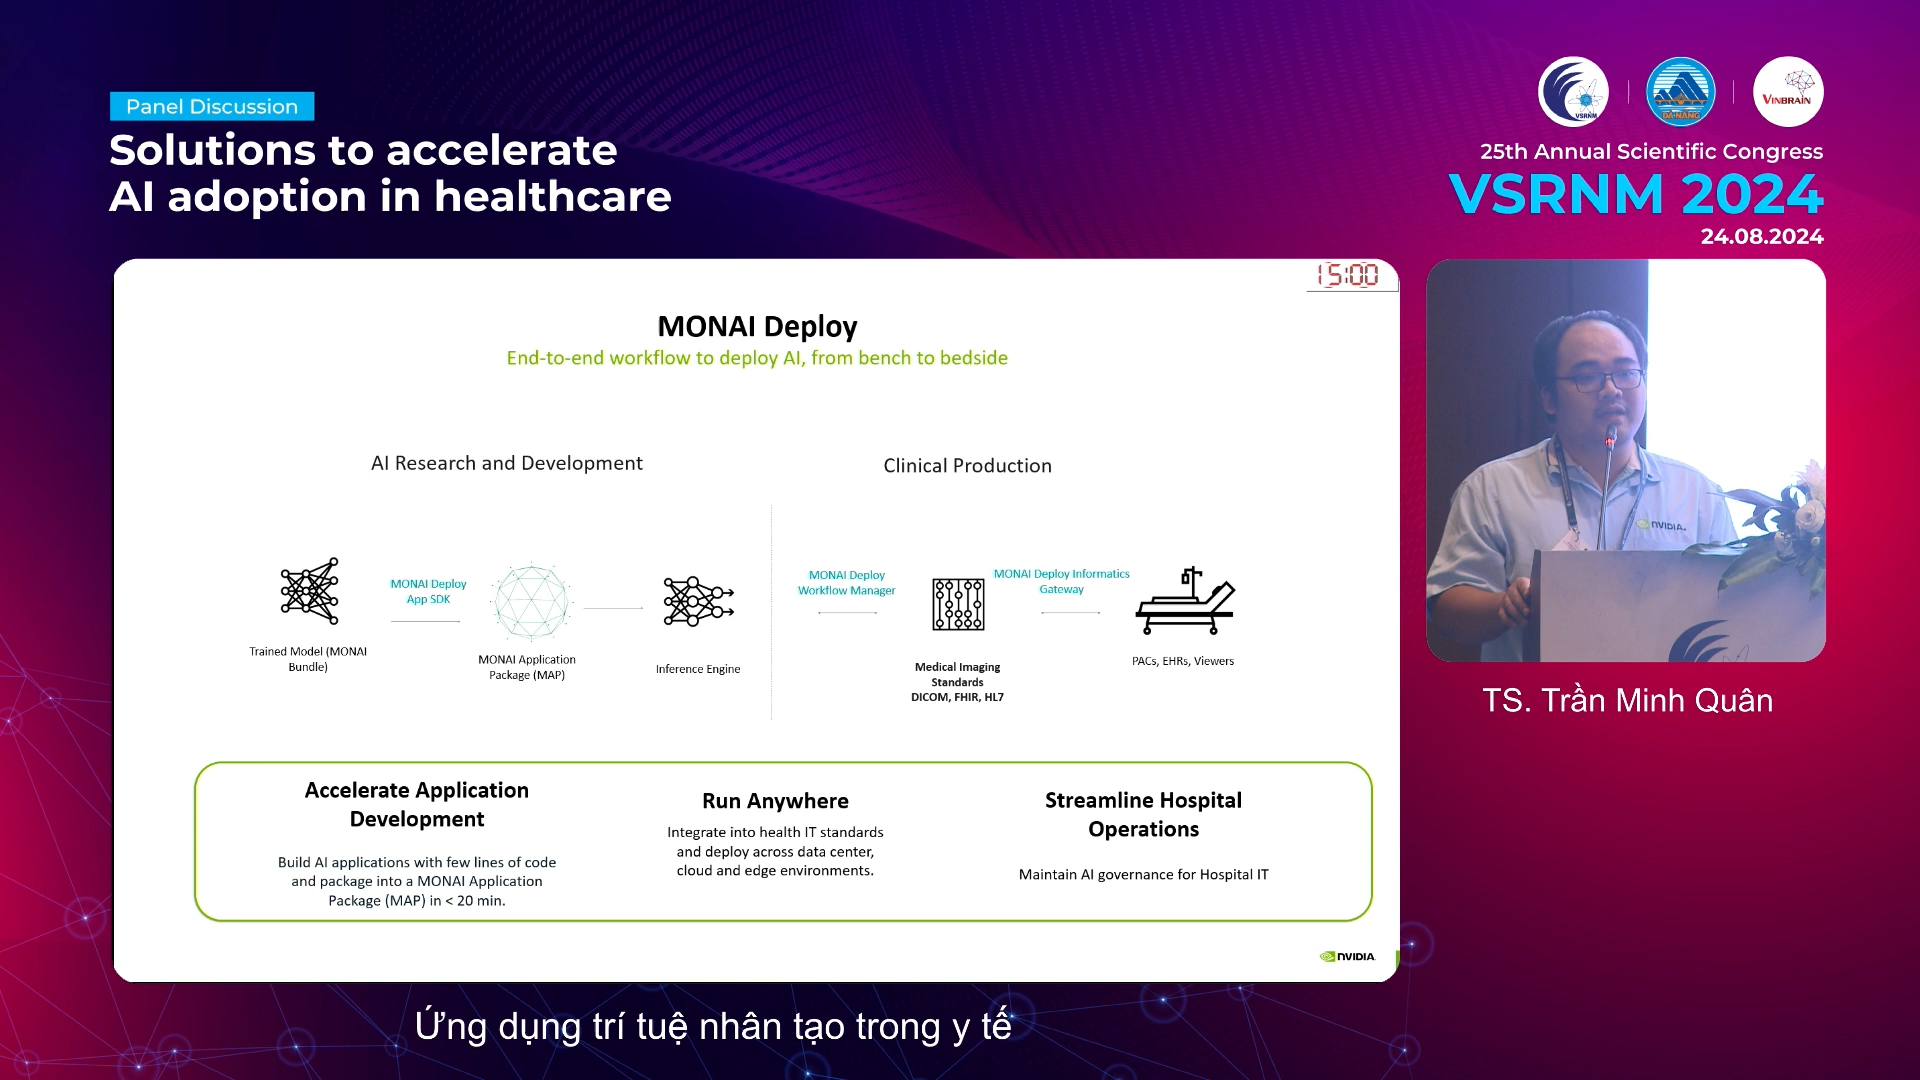 Panel Discussion
Solutions to accelerate
AI adoption in healthcare
VSRNM
DA NANG
VINBRAIN
25th Annual Scientific Congress
VSRNM 2024
24.08.2024
15:00
MONAI Deploy
End-to-end workflow to deploy AI, from bench to bedside
AI Research and Development
Clinical Production
MONAI Deploy
App SDK
Trained Model (MONAI
Bundle)
MONAI Application
Package (MAP)
Inference Engine
MONAI Deploy
Workflow Manager
Medical Imaging
Standards
DICOM, FHIR, HL7
MONAI Deploy Informatics
Gateway
PACs, EHRs, Viewers
Accelerate Application
Development
Build AI applications with few lines of code
and package into a MONAI Application
Package (MAP) in < 20 min.
Run Anywhere
Integrate into health IT standards
and deploy across data center,
cloud and edge environments.
Streamline Hospital
Operations
Maintain AI governance for Hospital IT
NVIDIA
NVIDIA
TS. Trần Minh Quân
Ứng dụng trí tuệ nhân tạo trong y tế